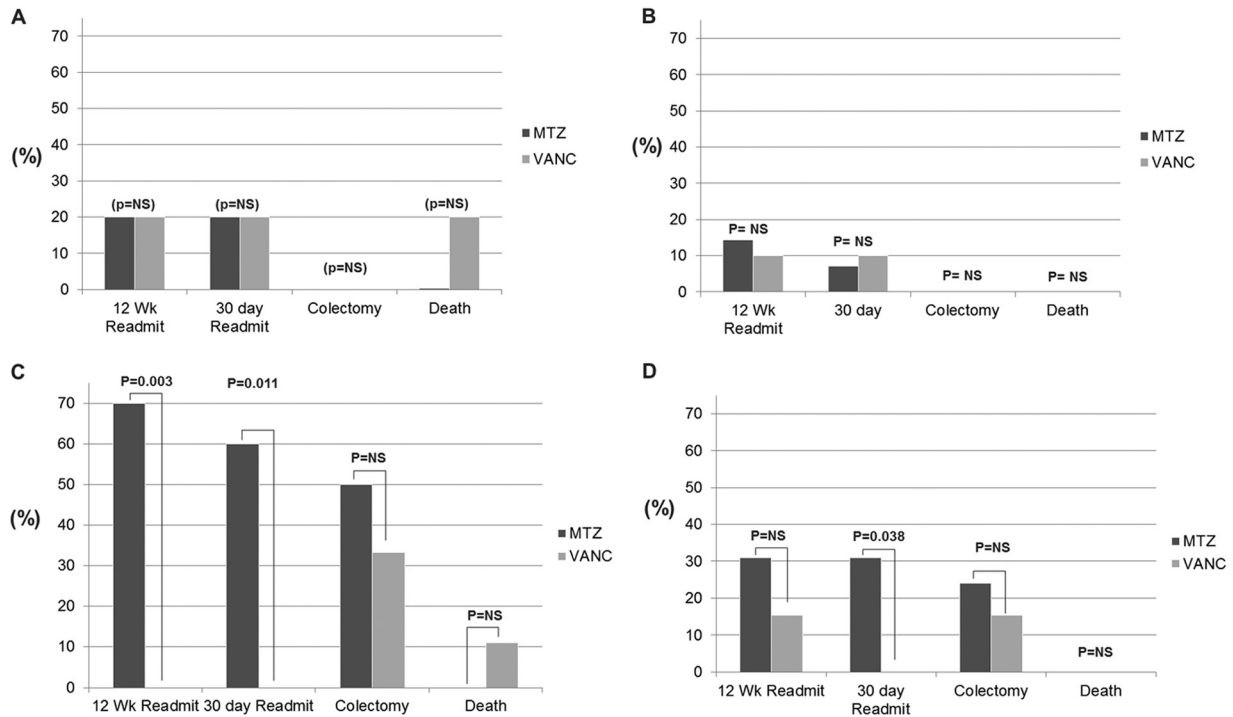 A
70
60
50
40
30
20
10
0
(%)
(p=NS)
(p=NS)
(p=NS)
(p=NS)
12 Wk
Readmit
30 day
Readmit
Colectomy
Death
MTZ
VANC
B
70
60
50
40
30
20
10
0
(%)
P= NS
P= NS
P= NS
P= NS
12 Wk
Readmit
30 day
Colectomy
Death
MTZ
VANC
C
70
60
50
40
30
20
10
0
(%)
P=0.003
P=0.011
P=NS
P=NS
12 Wk Readmit
30 day Readmit
Colectomy
Death
MTZ
VANC
D
70
60
50
40
30
20
10
0
(%)
P=NS
P=0.038
P=NS
P=NS
12 Wk Readmit
30 day
Readmit
Colectomy
Death
MTZ
VANC